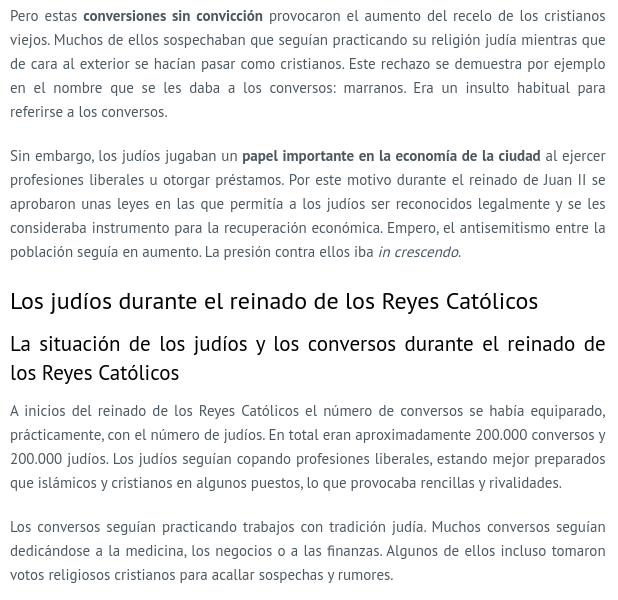 Pero estas conversiones sin convicción provocaron el aumento del recelo de los cristianos
viejos. Muchos de ellos sospechaban que seguían practicando su religión judía mientras que
de cara al exterior se hacían pasar como cristianos. Este rechazo se demuestra por ejemplo
en el nombre que se les daba a los conversos: marranos. Era un insulto habitual para
referirse a los conversos.
Sin embargo, los judíos jugaban un papel importante en la economía de la ciudad al ejercer
profesiones liberales u otorgar préstamos. Por este motivo durante el reinado de Juan II se
aprobaron unas leyes en las que permitía a los judíos ser reconocidos legalmente y se les
consideraba instrumento para la recuperación económica. Empero, el antisemitismo entre la
población seguía en aumento. La presión contra ellos iba in crescendo.
Los judíos durante el reinado de los Reyes Católicos
La situación de los judíos y los conversos durante el reinado de
los Reyes Católicos
A inicios del reinado de los Reyes Católicos el número de conversos se había equiparado,
prácticamente, con el número de judíos. En total eran aproximadamente 200.000 conversos y
200.000 judíos. Los judíos seguían copando profesiones liberales, estando mejor preparados
que islámicos y cristianos en algunos puestos, lo que provocaba rencillas y rivalidades.
Los conversos seguían practicando trabajos con tradición judía. Muchos conversos seguían
dedicándose a la medicina, los negocios o a las finanzas. Algunos de ellos incluso tomaron
votos religiosos cristianos para acallar sospechas y rumores.